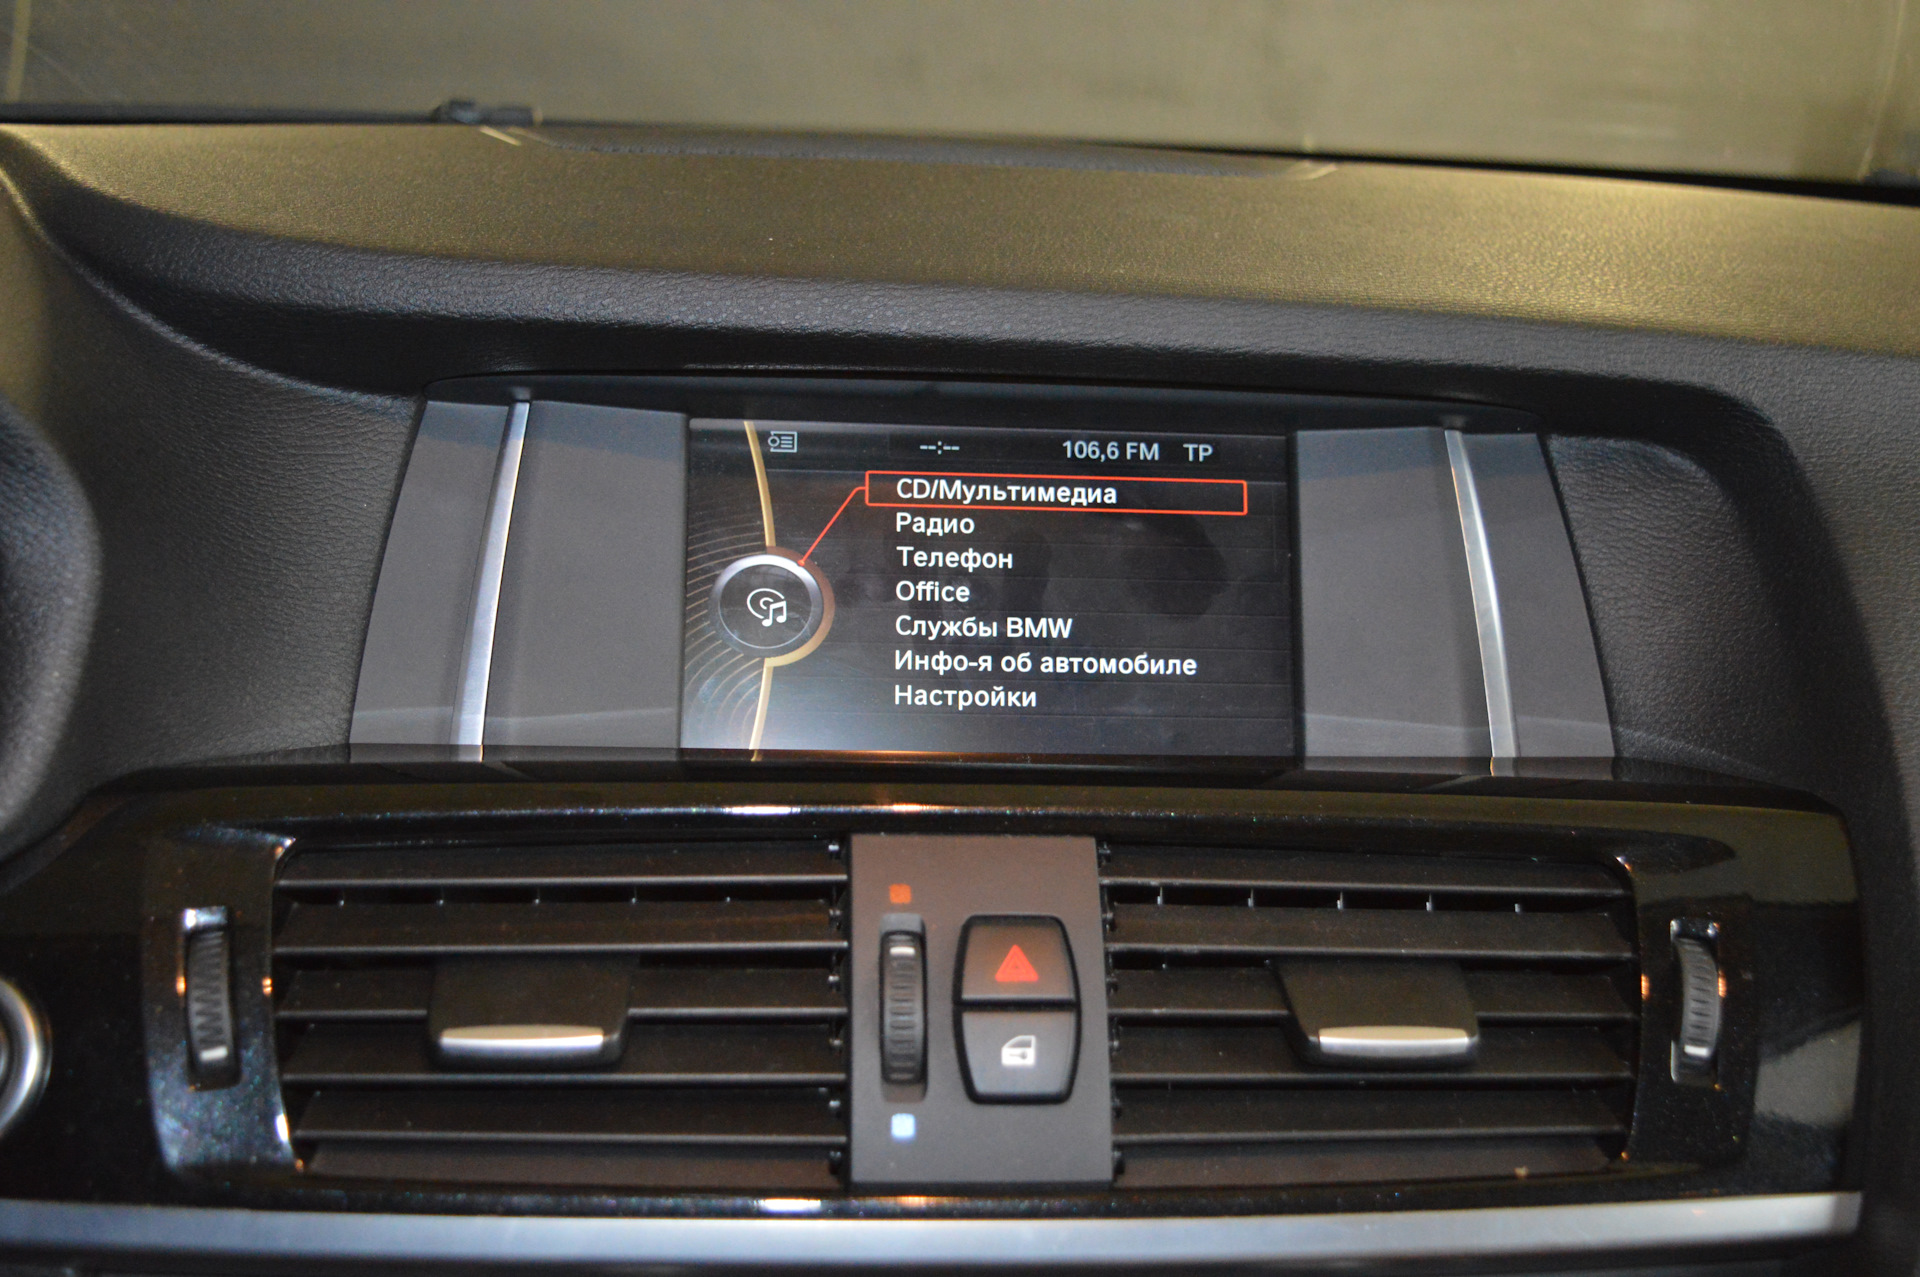 --:-- 106,6 FM TP
CD/Мультимедиа
Радио
Телефон
Office
Службы BMW
Инфо-я об автомобиле
Настройки